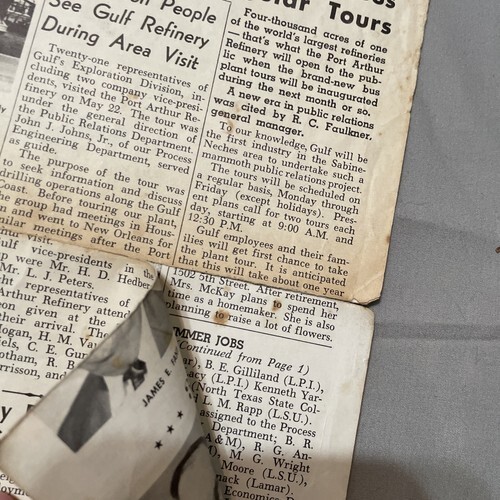 People
See Gulf Refinery
During Area Visit
Twenty-one representatives of
Gulf's Exploration Division, in-
cluding two company vice-presi-
dents, visited the Port Arthur Re-
finery on May 22. The tour was
under the general direction of
the Public Relations Department.
John J. Johns, Jr., of our Process
Engineering Department, served
as guide.
The purpose of the tour was
to seek information and discuss
drilling operations along the Gulf
Coast. Before touring our plant,
the group had meetings in Hous-
and went to New Orleans for
similar meetings after the Port
visit.
Tours
Four-thousand acres of one
of the world's largest refineries
— that's what the Port Arthur
Refinery will open to the pub-
lic when the brand-new bus
plant tours will be inaugurated
during the next month or so.
A new era in public relations
was cited by R. C. Faulkner,
general manager.
To our knowledge, Gulf will be
the first industry in the Sabine-
Neches area to undertake such a
mammoth public relations project.
The tours will be scheduled on
a regular basis, Monday through
Friday (except holidays). Pres-
ent plans call for two tours each
day, starting at 9:00 A.M. and
12:30 P.M.
Gulf employees and their fam-
ilies will get first chance to take
the plant tour. It is anticipated
that this will take about one year
Gulf vice-presidents in the
were Mr. H. D. Hedber
Mr. L. J. Peters.
representatives of
Arthur Refinery attend
given at the
their arrival. The
H. M.
C. E.
R. B
1502 5th Street. After retirement,
Mrs. McKay plans to spend her
time as a homemaker. She is also
planning to raise a lot of flowers.
JOBS
(Continued from Page 1)
B. E. Gilliland (L.P.I.),
(L.P.I.) Kenneth Yar-
(North Texas State Col-
L. M. Rapp (L.S.U.).
assigned to the Process
Department; B. R.
R. G. An-
M. G. Wright
Moore (L.S.U.)
(Lamar).
Economics
JAMES E.